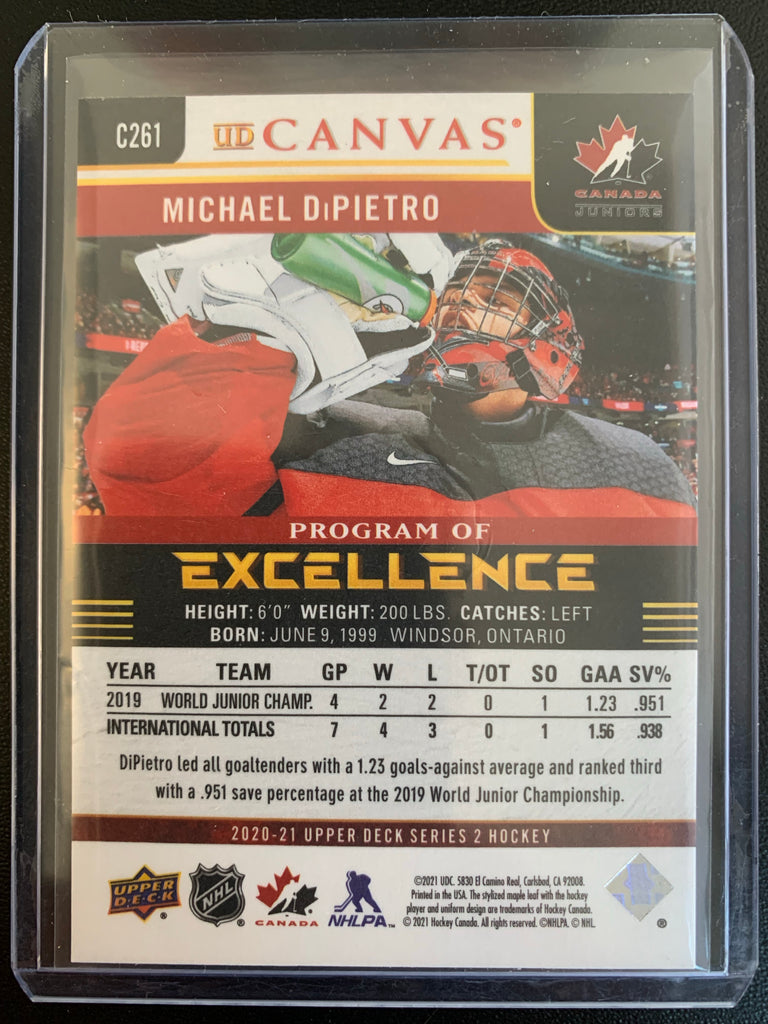 C261
UD CANVAS®
CANADA
JUNIORS
MICHAEL DiPIETRO
PROGRAM OF
EXCELLENCE
HEIGHT: 6'0" WEIGHT: 200 LBS. CATCHES: LEFT
BORN: JUNE 9, 1999 WINDSOR, ONTARIO
YEAR TEAM GP W L T/OT SO GAA SV%
2019 WORLD JUNIOR CHAMP. 4 2 2 0 1 1.23 .951
INTERNATIONAL TOTALS 7 4 3 0 1 1.56 .938
DiPietro led all goaltenders with a 1.23 goals-against average and ranked third
with a .951 save percentage at the 2019 World Junior Championship.
2020-21 UPPER DECK SERIES 2 HOCKEY
UPPER DECK®
NHL®
CANADA
NHLPA™
©2021 UDC. 5830 El Camino Real, Carlsbad, CA 92008.
Printed in the USA. The stylized maple leaf with the hockey
player and uniform design are trademarks of Hockey Canada.
©2021 Hockey Canada. All rights reserved. ©NHLPA. © NHL.
®